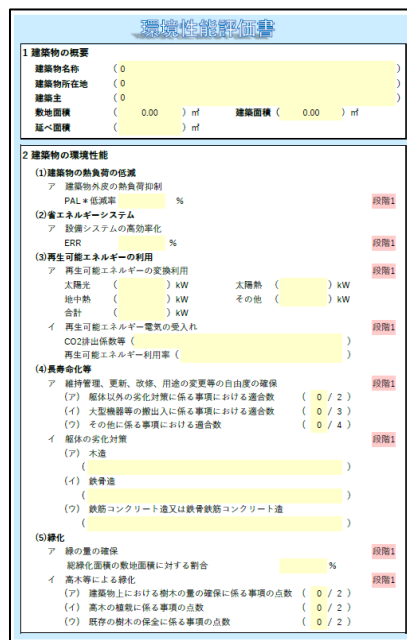 環境性能評価書
1 建築物の概要
建築物名称 ( 0 )
建築物所在地 ( 0 )
建築主 ( 0 )
敷地面積 ( 0.00 ) ㎡ 建築面積 ( 0.00 ) ㎡
延べ面積 ( ) ㎡
2 建築物の環境性能
(1)建築物の熱負荷の低減
ア 建築物外皮の熱負荷抑制
PAL*低減率 % 段階1
(2)省エネルギーシステム
ア 設備システムの高効率化
ERR % 段階1
(3)再生可能エネルギーの利用
ア 再生可能エネルギーの変換利用 段階1
太陽光 ( ) kW 太陽熱 ( ) kW
地中熱 ( ) kW その他 ( ) kW
合計 ( ) kW
イ 再生可能エネルギー電気の受入れ 段階1
CO2排出係数等 ( )
再生可能エネルギー利用率 ( )
(4)長寿命化等
ア 維持管理、更新、改修、用途の変更等の自由度の確保 段階1
(ア) 躯体以外の劣化対策に係る事項における適合数 ( 0 / 2 )
(イ) 大型機器等の搬出入に係る事項における適合数 ( 0 / 3 )
(ウ) その他に係る事項における適合数 ( 0 / 4 )
イ 躯体の劣化対策 段階1
(ア) 木造
( )
(イ) 鉄骨造
( )
(ウ) 鉄筋コンクリート造又は鉄骨鉄筋コンクリート造
( )
(5)緑化
ア 緑の量の確保 段階1
総緑化面積の敷地面積に対する割合 %
イ 高木等による緑化 段階1
(ア) 建築物上における樹木の量の確保に係る事項の点数 ( 0 / 2 )
(イ) 高木の植栽に係る事項の点数 ( 0 / 2 )
(ウ) 既存の樹木の保全に係る事項の点数 ( 0 / 2 )